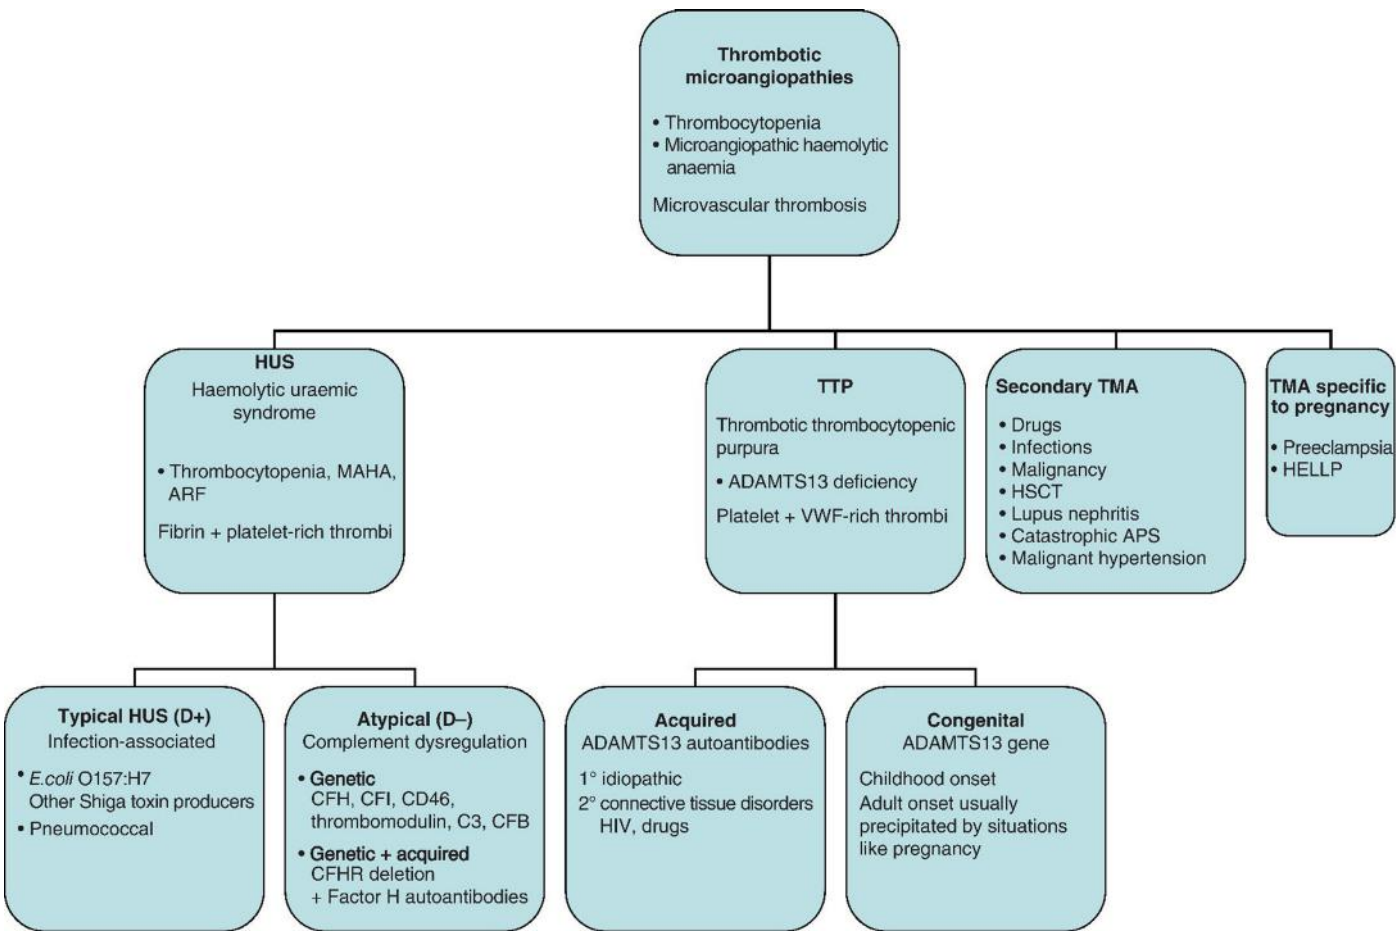 Thrombotic
microangiopathies
• Thrombocytopenia
• Microangiopathic haemolytic
anaemia
Microvascular thrombosis
HUS
Haemolytic uraemic
syndrome
• Thrombocytopenia, MAHA,
ARF
Fibrin + platelet-rich thrombi
TTP
Thrombotic thrombocytopenic
purpura
• ADAMTS13 deficiency
Platelet + VWF-rich thrombi
Secondary TMA
• Drugs
• Infections
• Malignancy
• HSCT
• Lupus nephritis
• Catastrophic APS
• Malignant hypertension
TMA specific
to pregnancy
• Preeclampsia
• HELLP
Typical HUS (D+)
Infection-associated
• E.coli O157:H7
Other Shiga toxin producers
• Pneumococcal
Atypical (D–)
Complement dysregulation
• Genetic
CFH, CFI, CD46,
thrombomodulin, C3, CFB
• Genetic + acquired
CFHR deletion
+ Factor H autoantibodies
Acquired
ADAMTS13 autoantibodies
1° idiopathic
2° connective tissue disorders
HIV, drugs
Congenital
ADAMTS13 gene
Childhood onset
Adult onset usually
precipitated by situations
like pregnancy